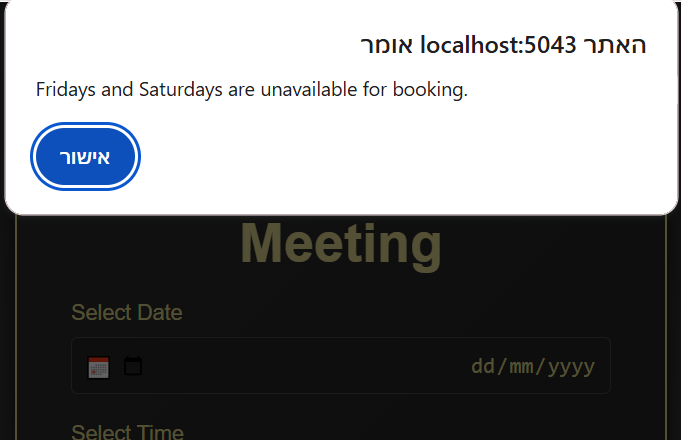 האתר localhost:5043 אומר
Fridays and Saturdays are unavailable for booking.
אישור
Meeting
Select Date
dd/mm/yyyy
Select Time